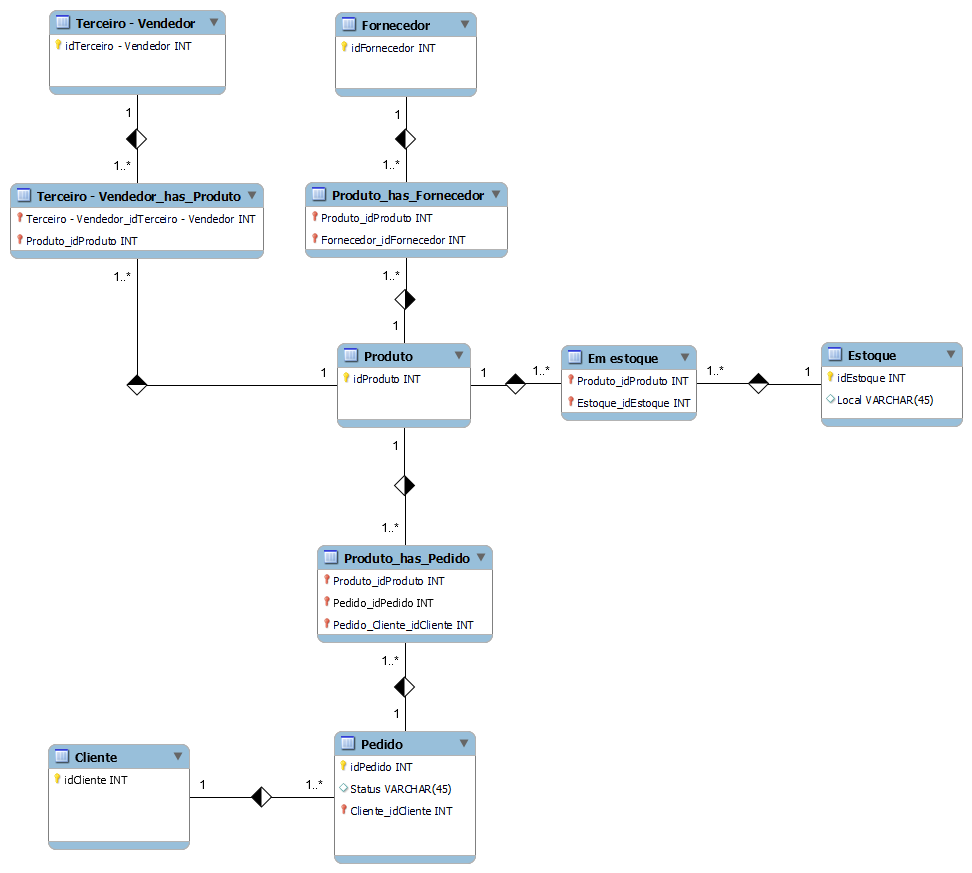 Terceiro - Vendedor
idTerceiro - Vendedor INT
Fornecedor
idFornecedor INT
1
1..*
1
1..*
Terceiro - Vendedor_has_Produto
Terceiro - Vendedor_idTerceiro - Vendedor INT
Produto_idProduto INT
Produto_has_Fornecedor
Produto_idProduto INT
Fornecedor_idFornecedor INT
1..*
1
1..*
1
Produto
idProduto INT
1
1..*
Em estoque
Produto_idProduto INT
Estoque_idEstoque INT
1..*
1
Estoque
idEstoque INT
Local VARCHAR(45)
1
1..*
Produto_has_Pedido
Produto_idProduto INT
Pedido_idPedido INT
Pedido_Cliente_idCliente INT
1..*
1
Cliente
idCliente INT
1
1..*
Pedido
idPedido INT
Status VARCHAR(45)
Cliente_idCliente INT